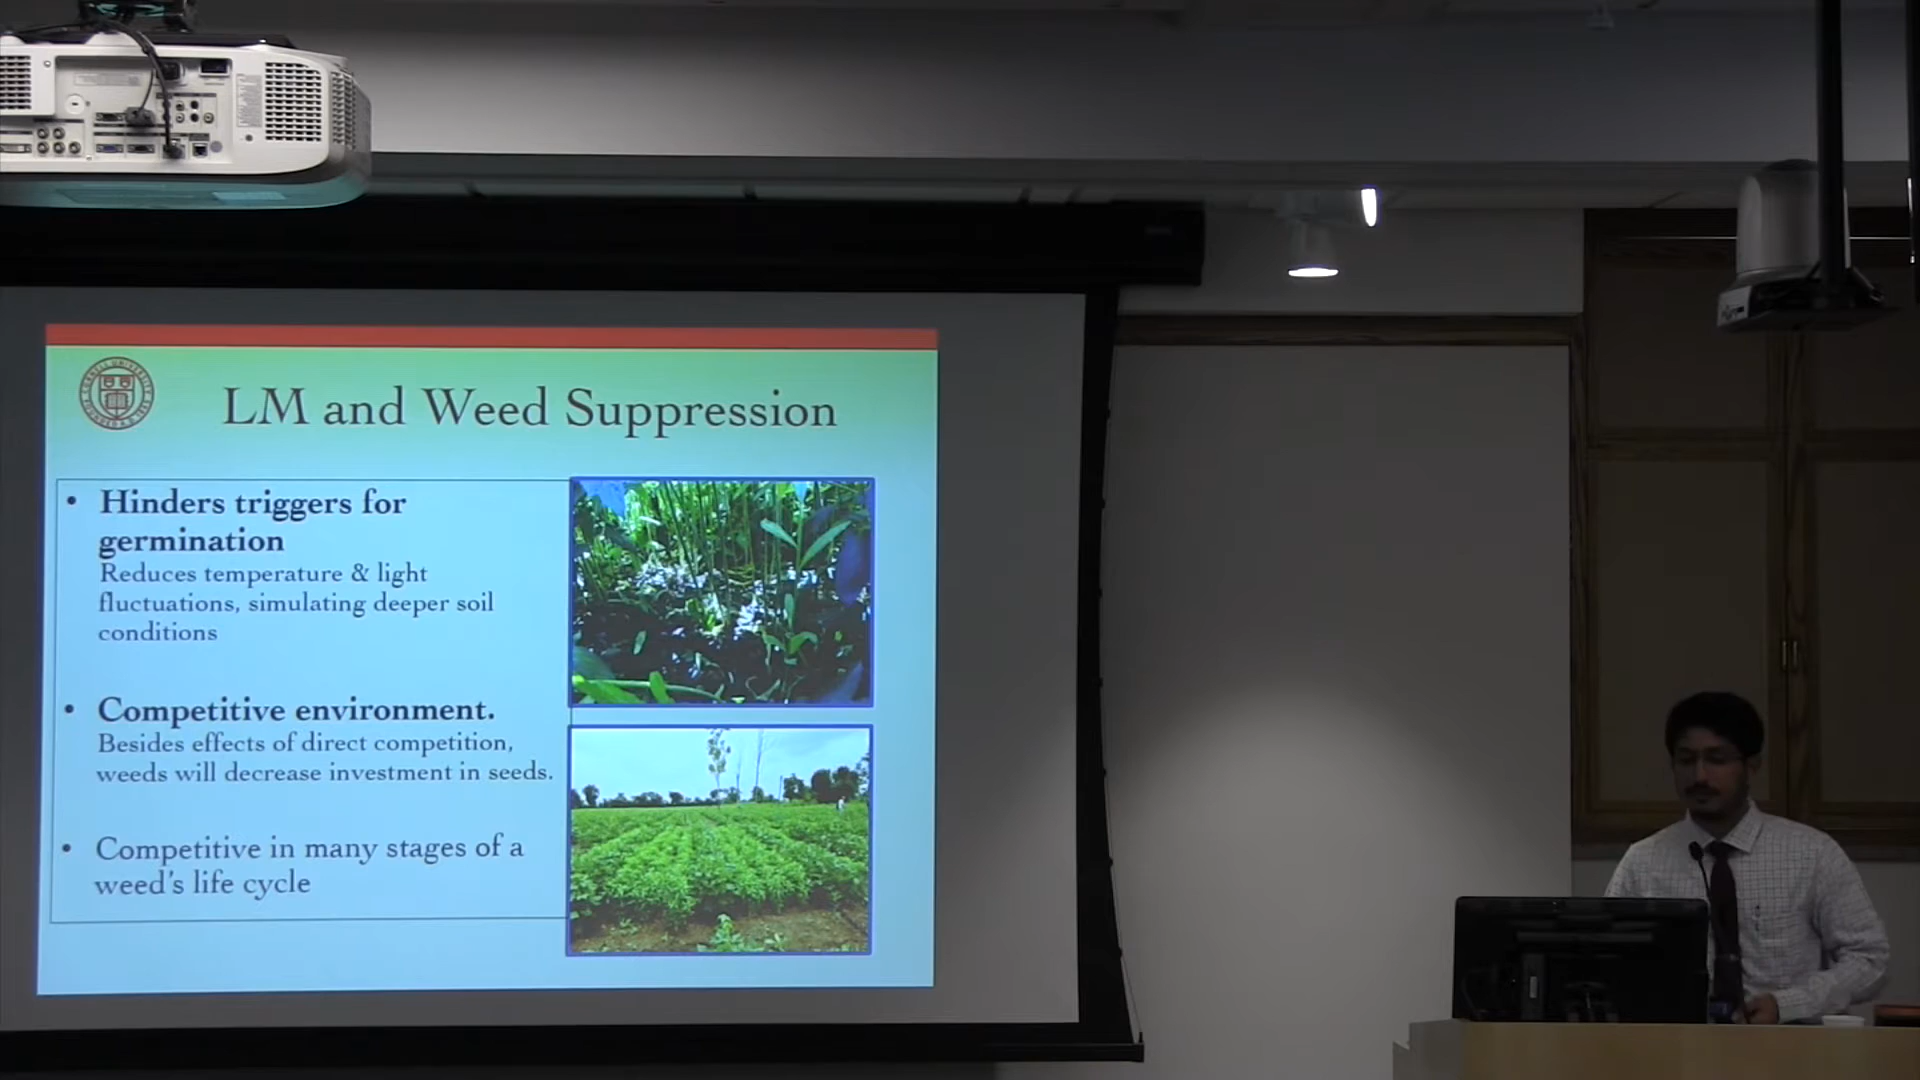 LM and Weed Suppression
• Hinders triggers for
germination
Reduces temperature & light
fluctuations, simulating deeper soil
conditions
• Competitive environment.
Besides effects of direct competition,
weeds will decrease investment in seeds.
• Competitive in many stages of a
weed's life cycle